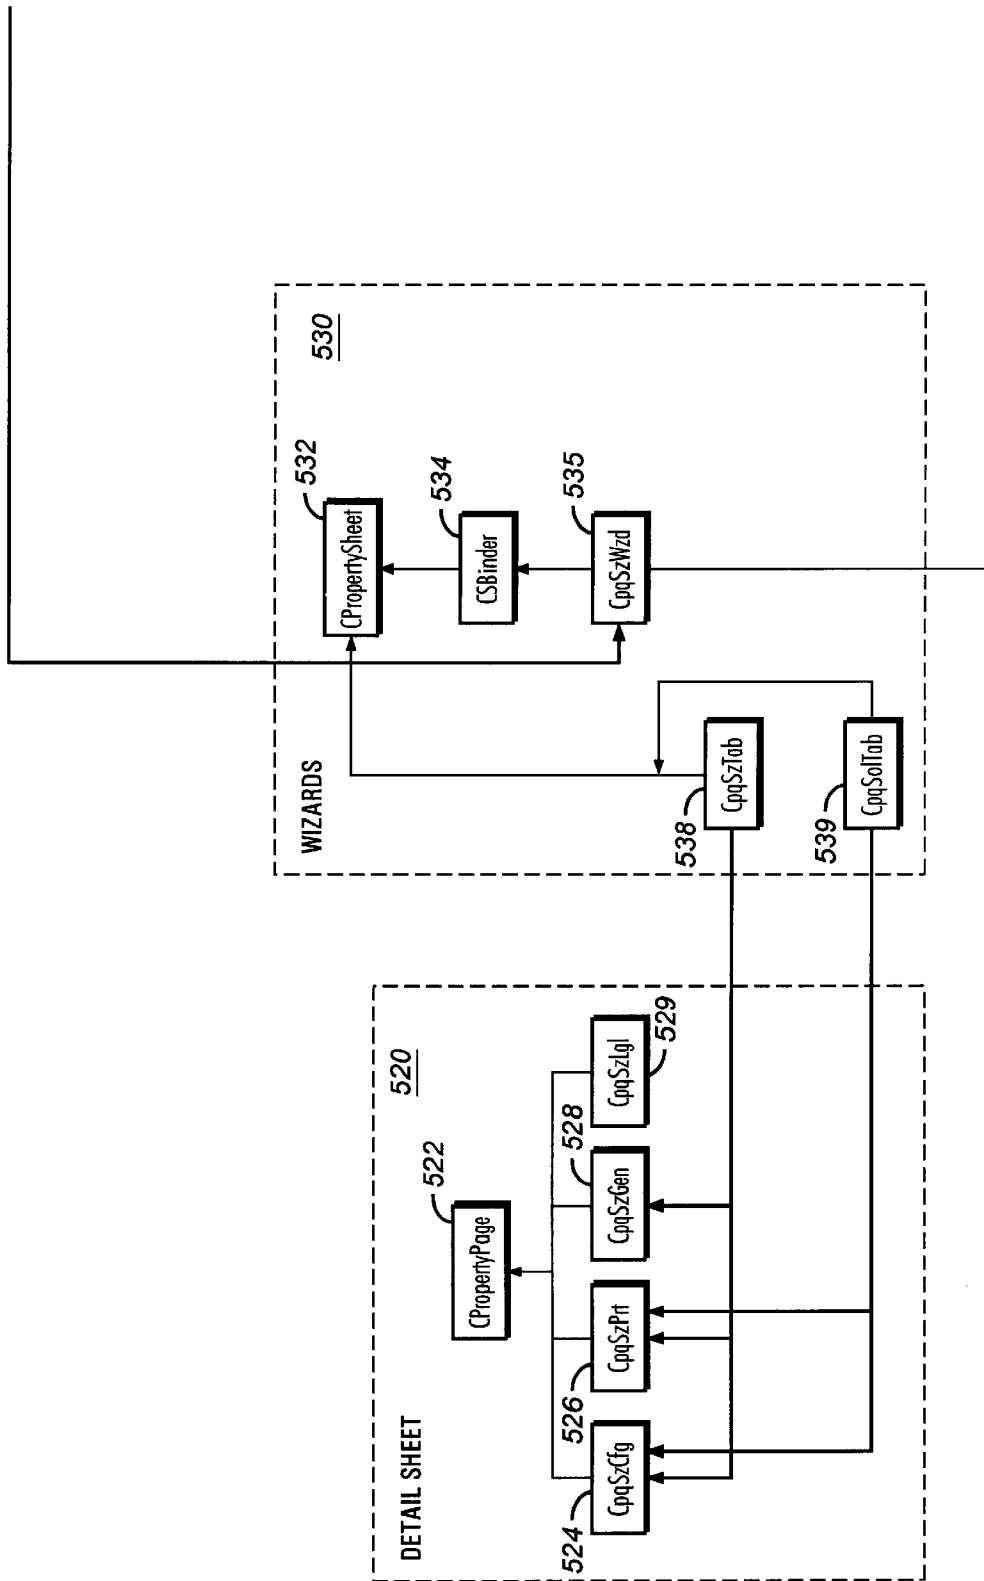 DETAIL SHEET
520
522
CPropertyPage
524
CpqSzCfg
526
CpqSzPrt
528
CpqSzGen
529
CpqSzLgl
WIZARDS
530
532
CPropertySheet
534
CSBinder
535
CpqSzWzd
538
CpqSzTab
539
CpqSolTab